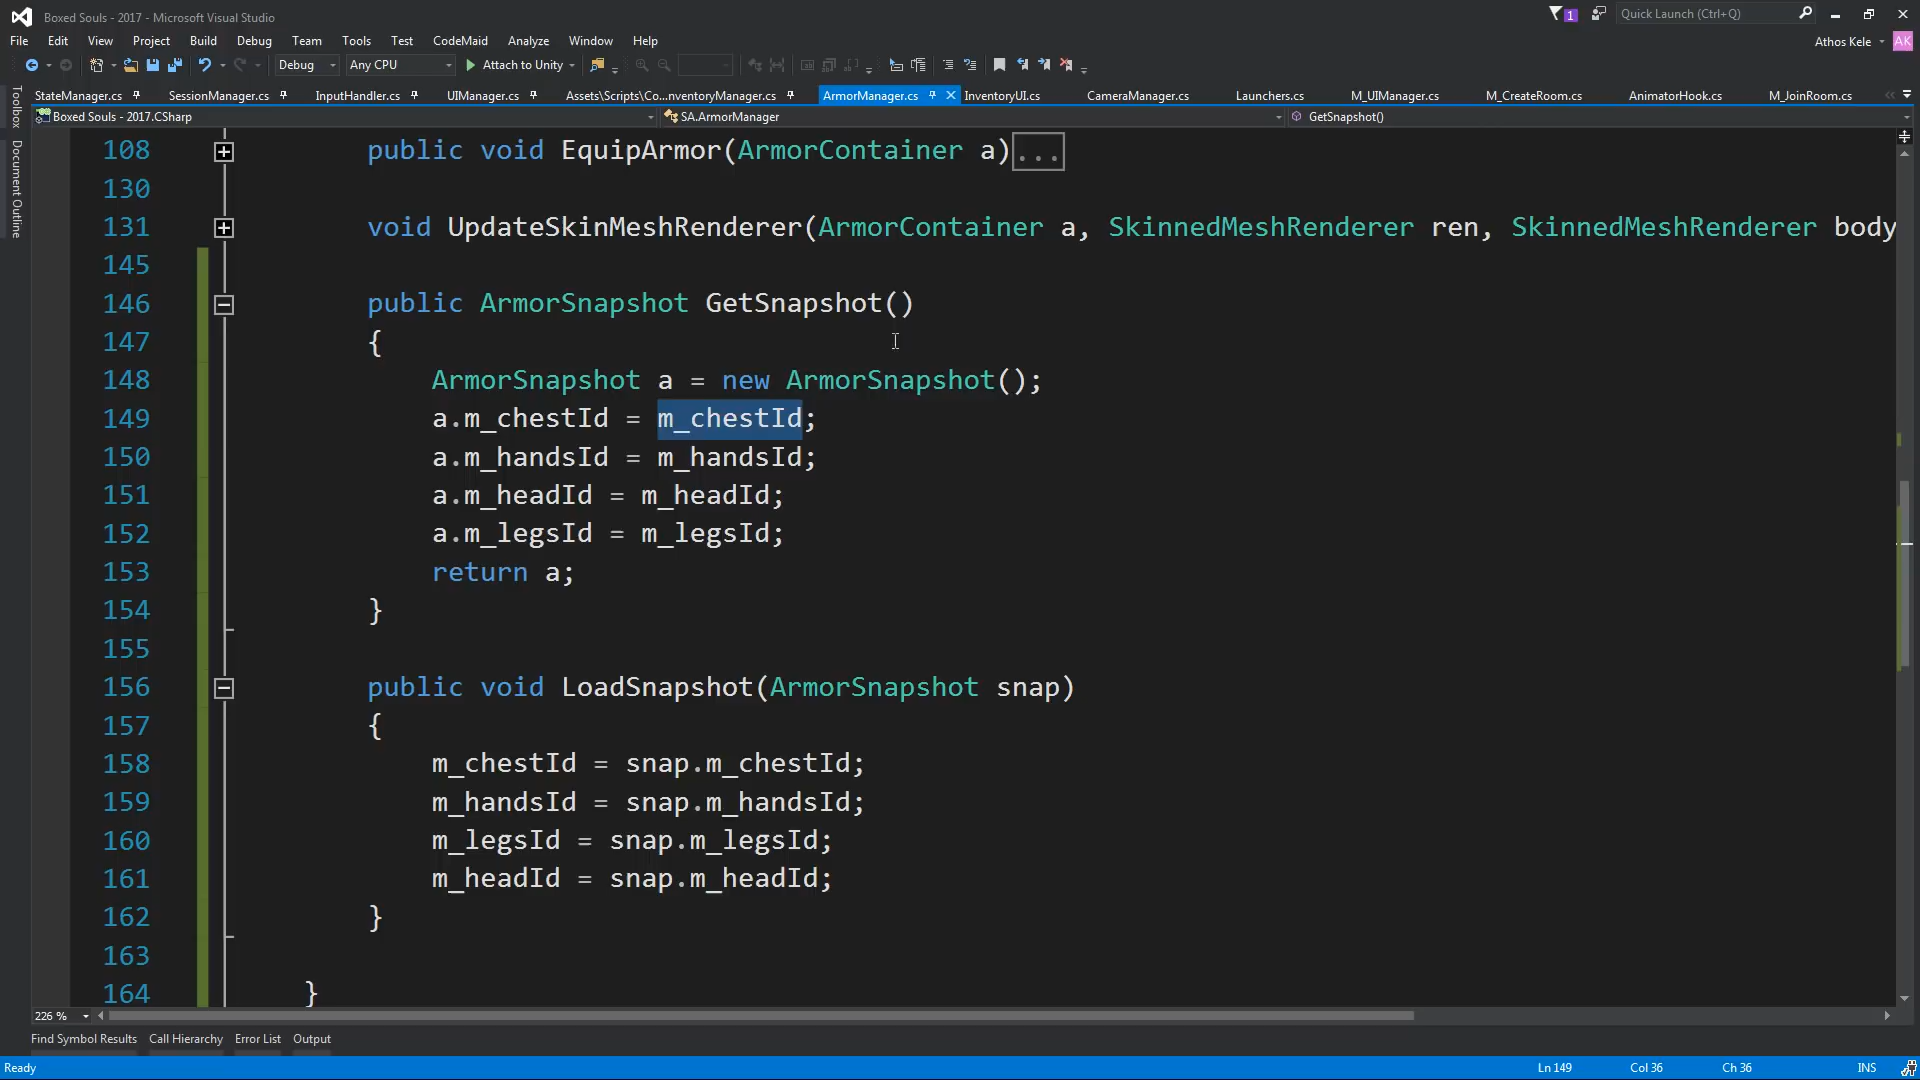 Boxed Souls - 2017 - Microsoft Visual Studio
1
Quick Launch (Ctrl+Q)
File Edit View Project Build Debug Team Tools Test CodeMaid Analyze Window Help
Athos Kele AK
Debug Any CPU Attach to Unity
StateManager.cs SessionManager.cs InputHandler.cs UIManager.cs Assets\Scripts\Co...nventoryManager.cs ArmorManager.cs InventoryUI.cs CameraManager.cs Launchers.cs M_UIManager.cs M_CreateRoom.cs AnimatorHook.cs M_JoinRoom.cs
Boxed Souls - 2017.CSharp SA.ArmorManager GetSnapshot()
Toolbox
Document Outline
108 public void EquipArmor(ArmorContainer a)...
130
131 void UpdateSkinMeshRenderer(ArmorContainer a, SkinnedMeshRenderer ren, SkinnedMeshRenderer body
145
146 public ArmorSnapshot GetSnapshot()
147 {
148 ArmorSnapshot a = new ArmorSnapshot();
149 a.m_chestId = m_chestId;
150 a.m_handsId = m_handsId;
151 a.m_headId = m_headId;
152 a.m_legsId = m_legsId;
153 return a;
154 }
155
156 public void LoadSnapshot(ArmorSnapshot snap)
157 {
158 m_chestId = snap.m_chestId;
159 m_handsId = snap.m_handsId;
160 m_legsId = snap.m_legsId;
161 m_headId = snap.m_headId;
162 }
163
164 }
226 %
Find Symbol Results Call Hierarchy Error List Output
Ready Ln 149 Col 36 Ch 36 INS